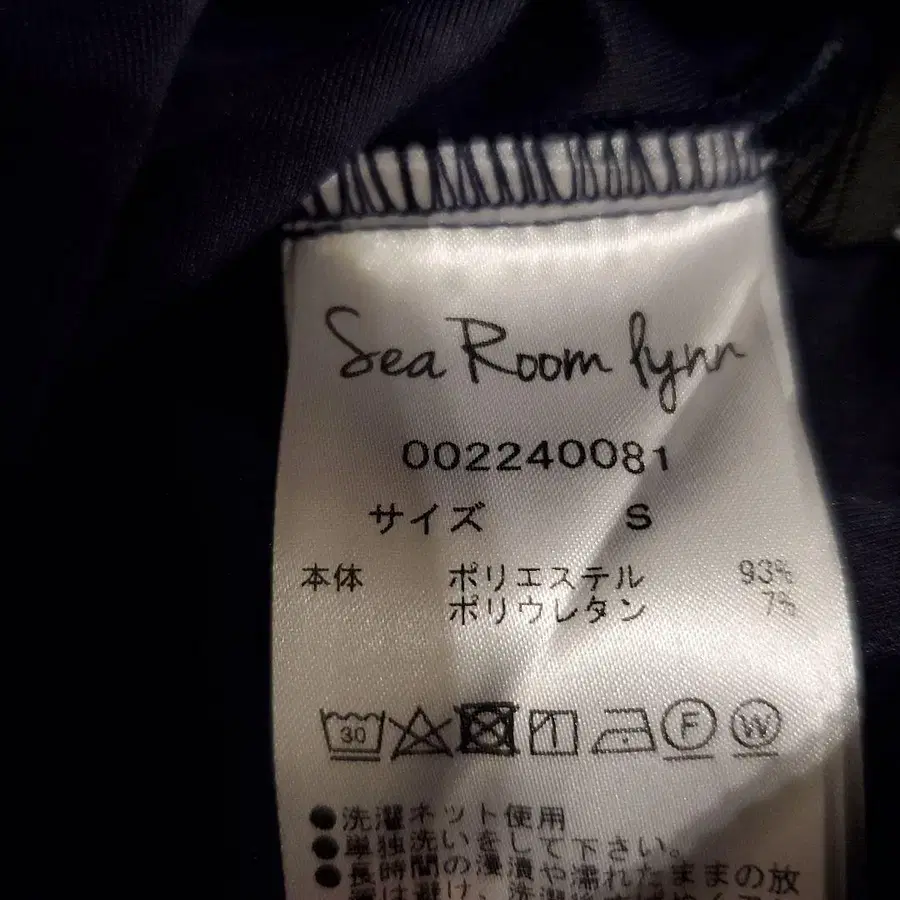 Sea Room lynn
002240081
サイズ S
本体 ポリエステル 93%
ポリウレタン 7%
30 F W
●洗濯ネット使用
●単独洗いをして下さい。
●長時間の浸漬や濡れたままの放